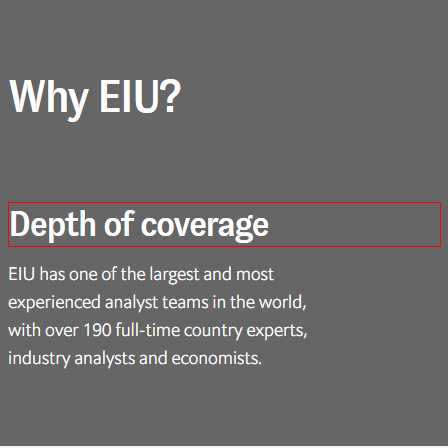 Why EIU?
Depth of coverage
EIU has one of the largest and most
experienced analyst teams in the world,
with over 190 full-time country experts,
industry analysts and economists.